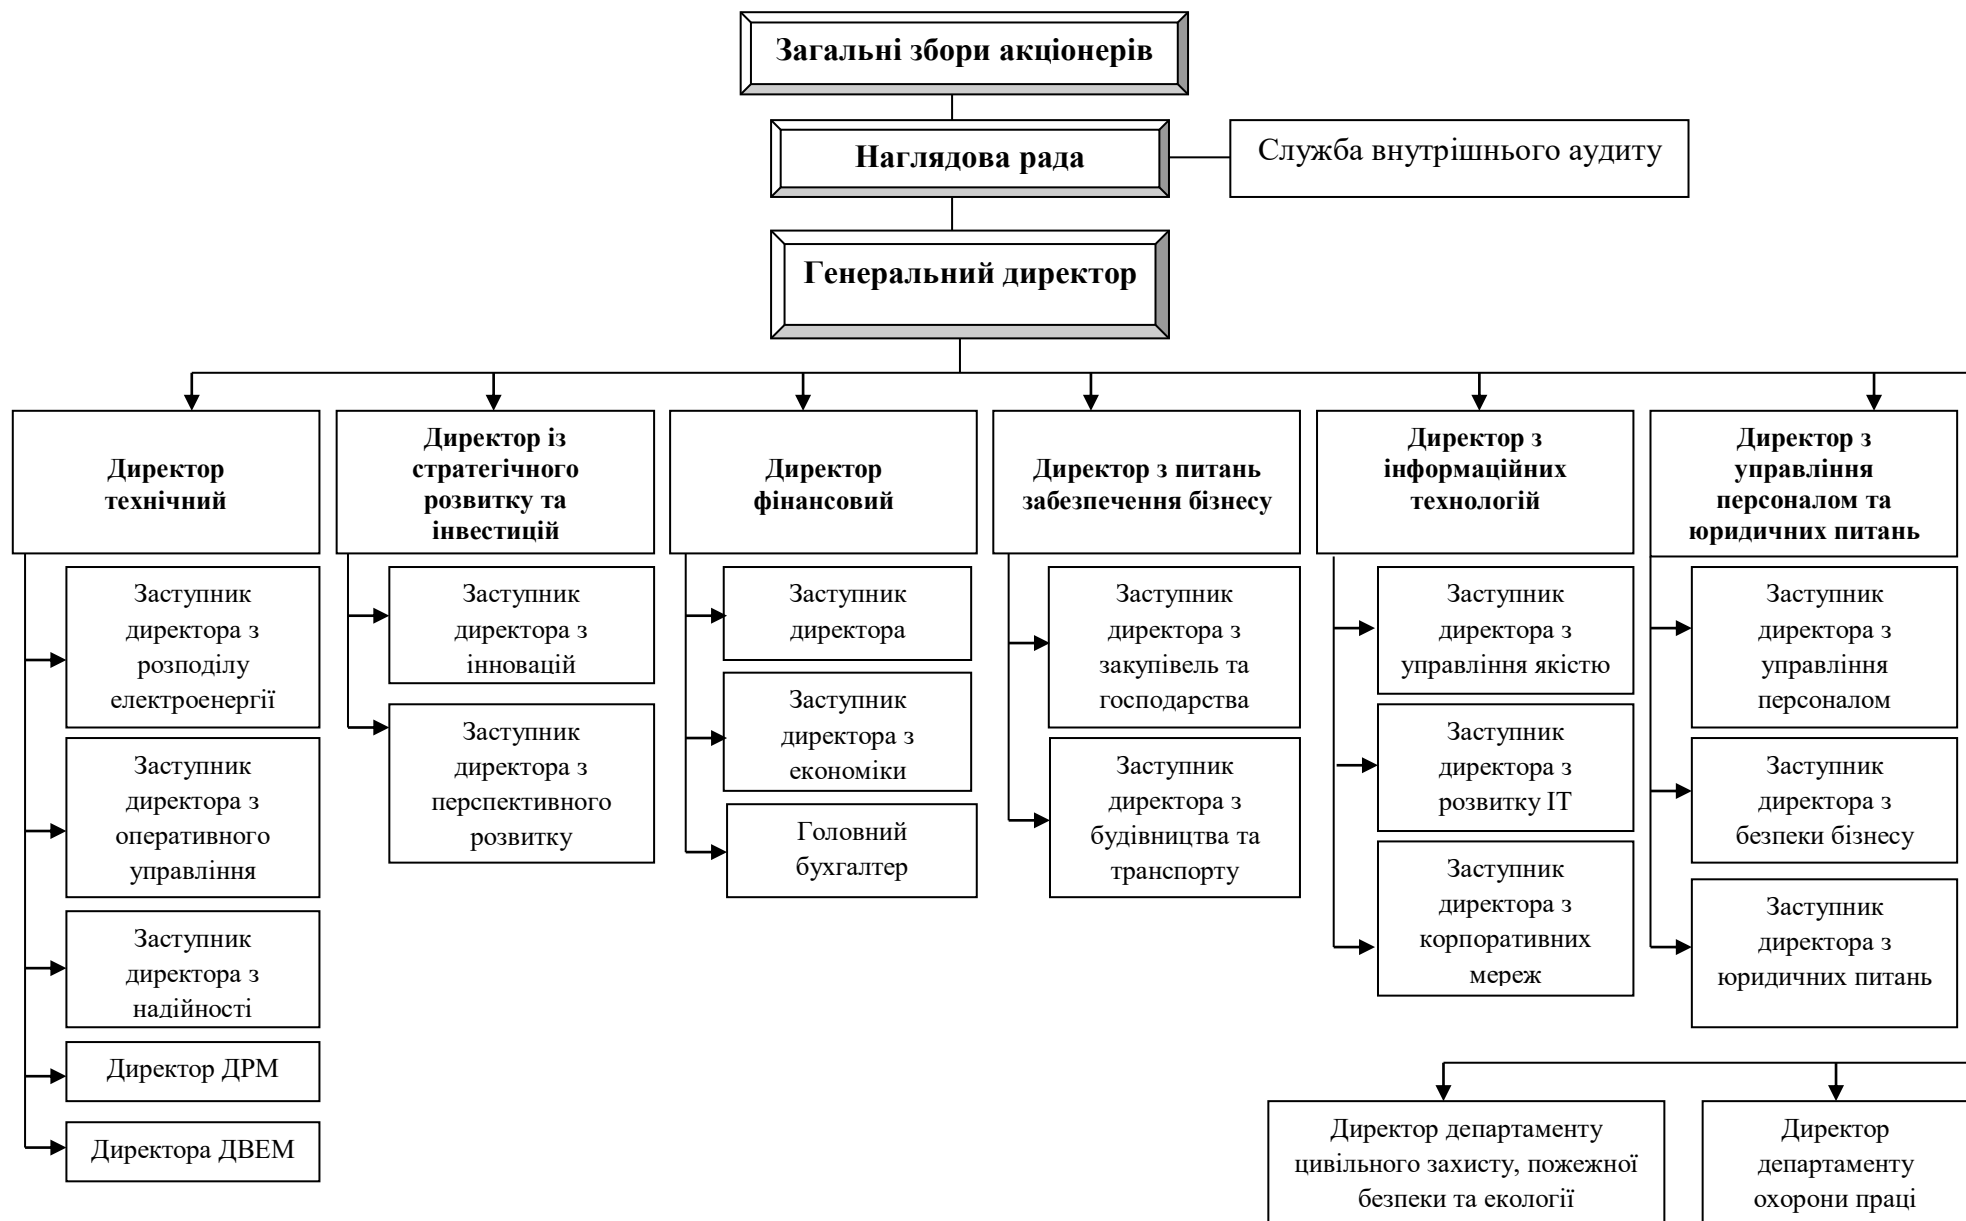 Загальні збори акціонерів
Наглядова рада
Служба внутрішнього аудиту
Генеральний директор
Директор
технічний
Директор із
стратегічного
розвитку та
інвестицій
Директор
фінансовий
Директор з питань
забезпечення бізнесу
Директор з
інформаційних
технологій
Директор з
управління
персоналом та
юридичних питань
Заступник
директора з
розподілу
електроенергії
Заступник
директора з
оперативного
управління
Заступник
директора з
надійності
Директор ДРМ
Директора ДВЕМ
Заступник
директора з
інновацій
Заступник
директора з
перспективного
розвитку
Заступник
директора
Заступник
директора з
економіки
Головний
бухгалтер
Заступник
директора з
закупівель та
господарства
Заступник
директора з
будівництва та
транспорту
Заступник
директора з
управління якістю
Заступник
директора з
розвитку ІТ
Заступник
директора з
корпоративних
мереж
Заступник
директора з
управління
персоналом
Заступник
директора з
безпеки бізнесу
Заступник
директора з
юридичних питань
Директор департаменту
цивільного захисту, пожежної
безпеки та екології
Директор
департаменту
охорони праці